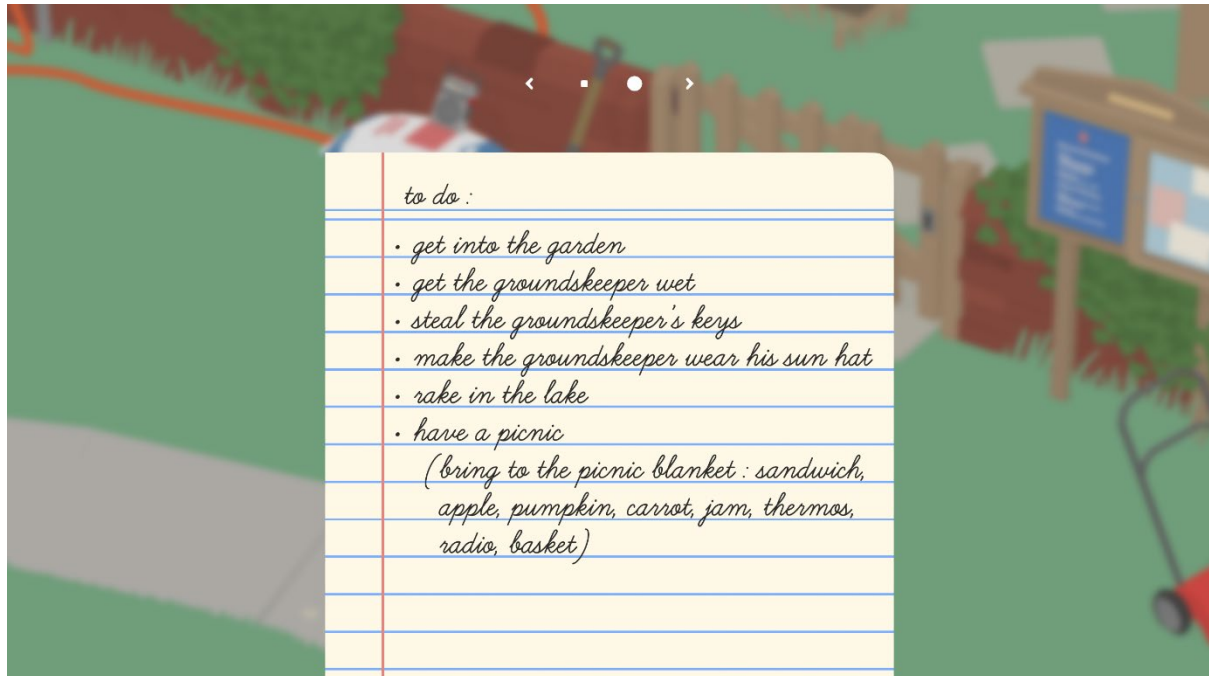 to do :
• get into the garden
• get the groundskeeper wet
• steal the groundskeeper's keys
• make the groundskeeper wear his sun hat
• rake in the lake
• have a picnic
(bring to the picnic blanket : sandwich,
apple, pumpkin, carrot, jam, thermos,
radio, basket)